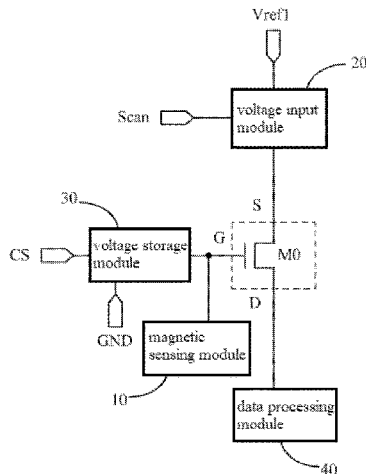 Vref1
20
voltage input
module
Scan
30
S
G
CS
voltage storage
module
M0
D
GND
magnetic
sensing module
10
data processing
module
40